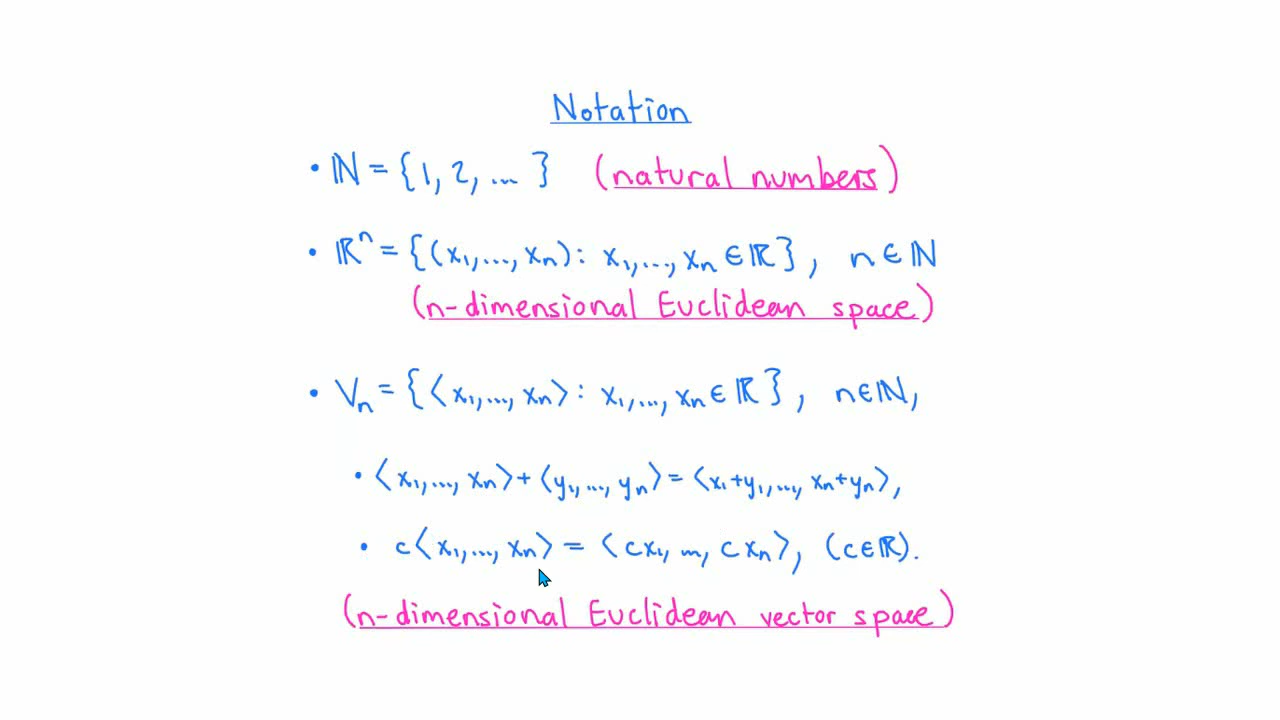 Notation
• ℕ = {1, 2, ... } (natural numbers)
• ℝⁿ = {(x₁,..., xₙ): x₁,..., xₙ ∈ ℝ}, n ∈ ℕ
(n-dimensional Euclidean space)
• Vₙ = {⟨x₁,..., xₙ⟩: x₁,..., xₙ ∈ ℝ}, n ∈ ℕ,
• ⟨x₁,..., xₙ⟩ + ⟨y₁,..., yₙ⟩ = ⟨x₁+y₁,..., xₙ+yₙ⟩,
• c⟨x₁,..., xₙ⟩ = ⟨cx₁, ..., cxₙ⟩, (c∈ℝ).
(n-dimensional Euclidean vector space)